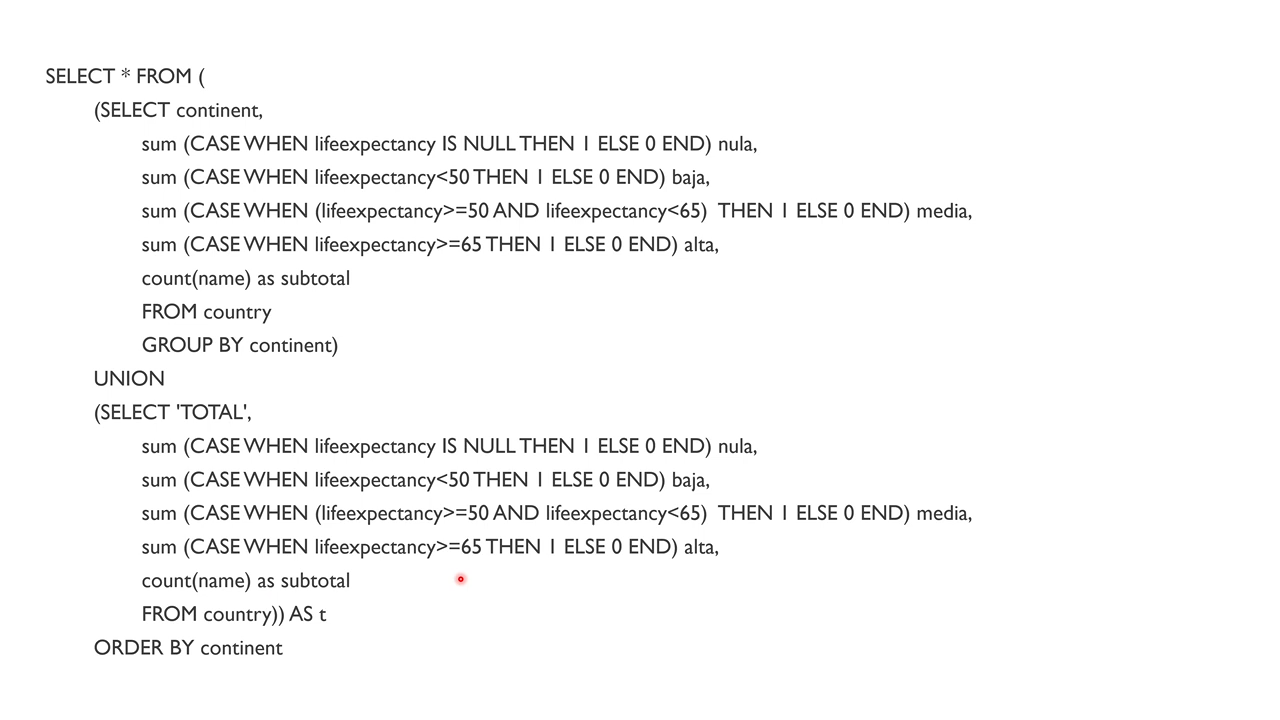 SELECT * FROM (
(SELECT continent,
sum (CASE WHEN lifeexpectancy IS NULL THEN 1 ELSE 0 END) nula,
sum (CASE WHEN lifeexpectancy<50 THEN 1 ELSE 0 END) baja,
sum (CASE WHEN (lifeexpectancy>=50 AND lifeexpectancy<65) THEN 1 ELSE 0 END) media,
sum (CASE WHEN lifeexpectancy>=65 THEN 1 ELSE 0 END) alta,
count(name) as subtotal
FROM country
GROUP BY continent)
UNION
(SELECT 'TOTAL',
sum (CASE WHEN lifeexpectancy IS NULL THEN 1 ELSE 0 END) nula,
sum (CASE WHEN lifeexpectancy<50 THEN 1 ELSE 0 END) baja,
sum (CASE WHEN (lifeexpectancy>=50 AND lifeexpectancy<65) THEN 1 ELSE 0 END) media,
sum (CASE WHEN lifeexpectancy>=65 THEN 1 ELSE 0 END) alta,
count(name) as subtotal
FROM country)) AS t
ORDER BY continent